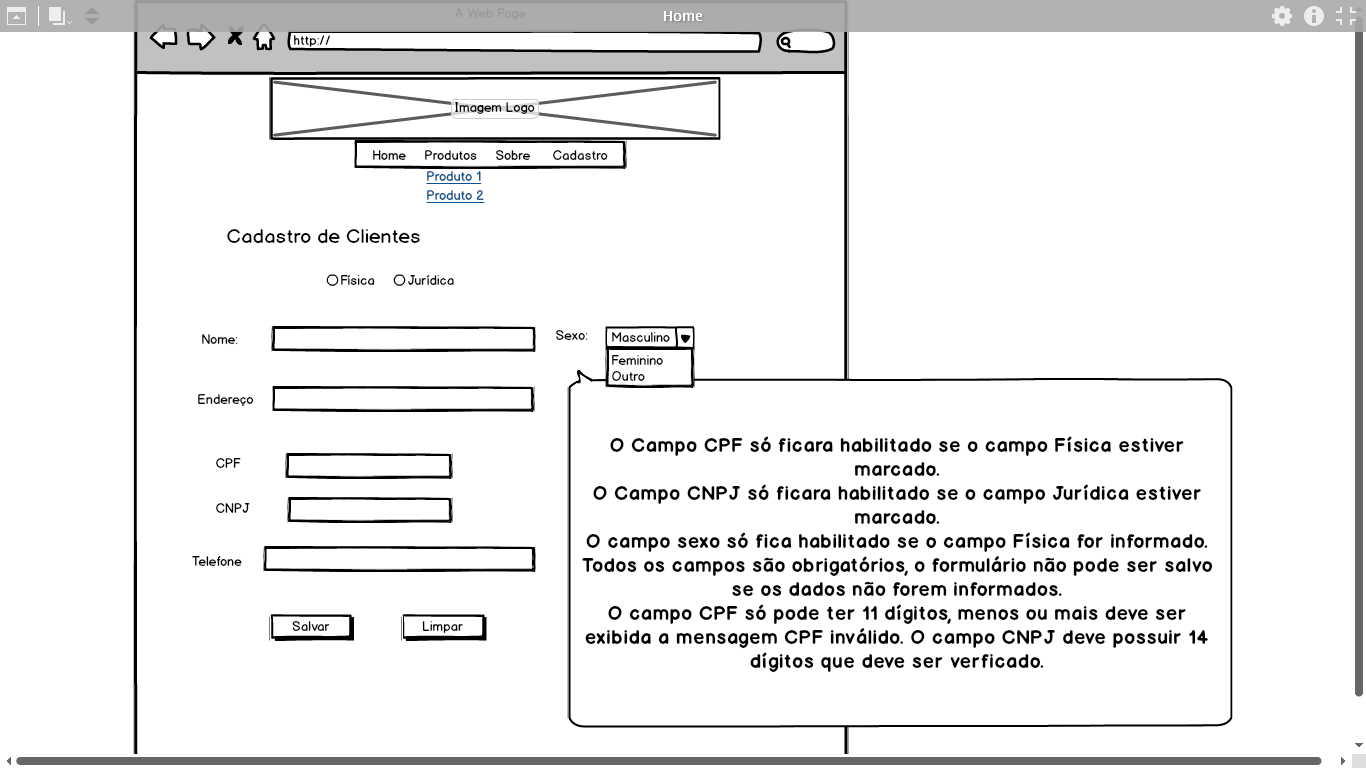 A Web Page
Home
http://
Imagem Logo
Home Produtos Sobre Cadastro
Produto 1
Produto 2
Cadastro de Clientes
Física Jurídica
Nome:
Sexo: Masculino
Feminino
Outro
Endereço
CPF
CNPJ
Telefone
Salvar Limpar
O Campo CPF só ficara habilitado se o campo Física estiver
marcado.
O Campo CNPJ só ficara habilitado se o campo Jurídica estiver
marcado.
O campo sexo só fica habilitado se o campo Física for informado.
Todos os campos são obrigatórios, o formulário não pode ser salvo
se os dados não forem informados.
O campo CPF só pode ter 11 dígitos, menos ou mais deve ser
exibida a mensagem CPF inválido. O campo CNPJ deve possuir 14
dígitos que deve ser verficado.